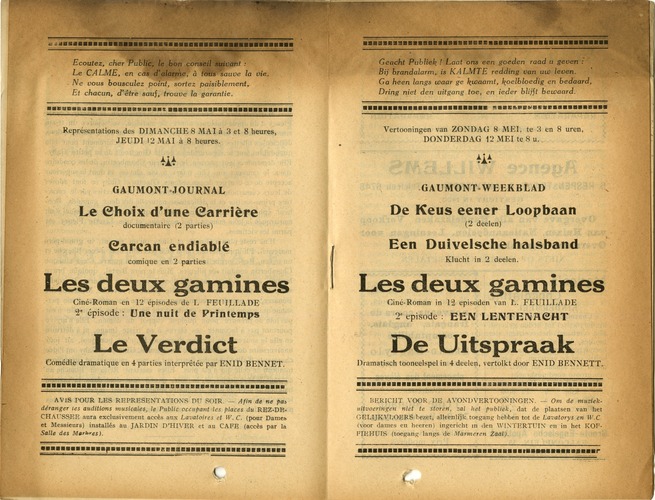 Ecoutez, cher Public, le bon conseil suivant :
Le CALME, en cas d'alarme, à tous sauve la vie.
Ne vous bousculez point, sortez paisiblement,
Et chacun, d'être sauf, trouve la garantie.
Représentations des DIMANCHE 8 MAI à 3 et 8 heures,
JEUDI 12 MAI à 8 heures.
GAUMONT-JOURNAL
Le Choix d'une Carrière
documentaire (2 parties)
Carcan endiablé
comique en 2 parties
Les deux gamines
Ciné-Roman en 12 épisodes de L. FEUILLADE
2e épisode : Une nuit de Printemps
Le Verdict
Comédie dramatique en 4 parties interprêtée par ENID BENNET.
AVIS POUR LES REPRESENTATIONS DU SOIR. — Afin de ne pas
déranger les auditions musicales, le Public occupant les places du REZ-DE-
CHAUSSEE aura exclusivement accès aux Lavatoires et W. C. (pour Dames
et Messieurs) installés au JARDIN D'HIVER et au CAFE (accès par la
Salle des Marbres).
Geacht Publiek ! Laat ons een goeden raad u geven :
Bij brandalarm, is KALMTE redding van uw leven.
Ga heen langs waar ge kwaamt, koelbloedig en bedaard,
Dring niet den uitgang toe, en ieder blijft bewaard.
Vertooningen van ZONDAG 8 MEI, te 3 en 8 uren,
DONDERDAG 12 MEI te 8 u.
GAUMONT-WEEKBLAD
De Keus eener Loopbaan
(2 deelen)
Een Duivelsche halsband
Klucht in 2 deelen.
Les deux gamines
Ciné-Roman in 12 episoden van L. FEUILLADE
2e episode : EEN LENTENACHT
De Uitspraak
Dramatisch tooneelspel in 4 deelen, vertolkt door ENID BENNETT.
BERICHT VOOR DE AVONDVERTOONINGEN. — Om de muziek-
uitvoeringen niet te storen, zal het publiek, dat de plaatsen van het
GELIJKVLOERS bezet, alleenlijk toegang hebben tot de Lavatorys en W.C.
(voor dames en heeren) ingericht in den WINTERTUIN en in het KOF-
FIEHUIS (toegang langs de Marmeren Zaal).